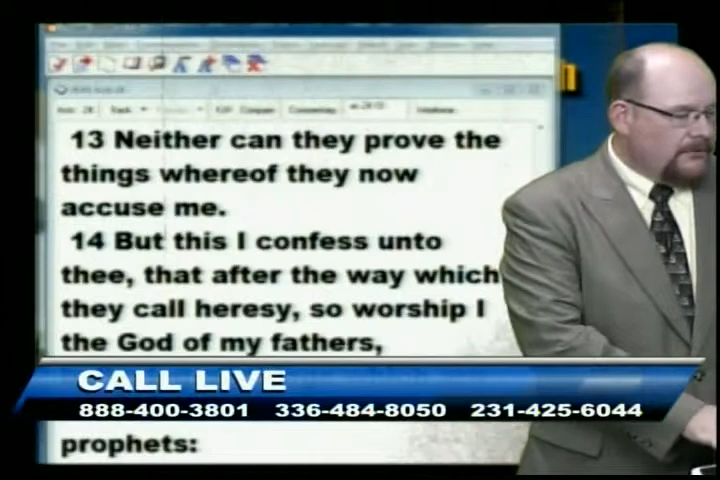 13 Neither can they prove the
things whereof they now
accuse me.
14 But this I confess unto
thee, that after the way which
they call heresy, so worship I
the God of my fathers,
CALL LIVE
888-400-3801 336-484-8050 231-425-6044
prophets: